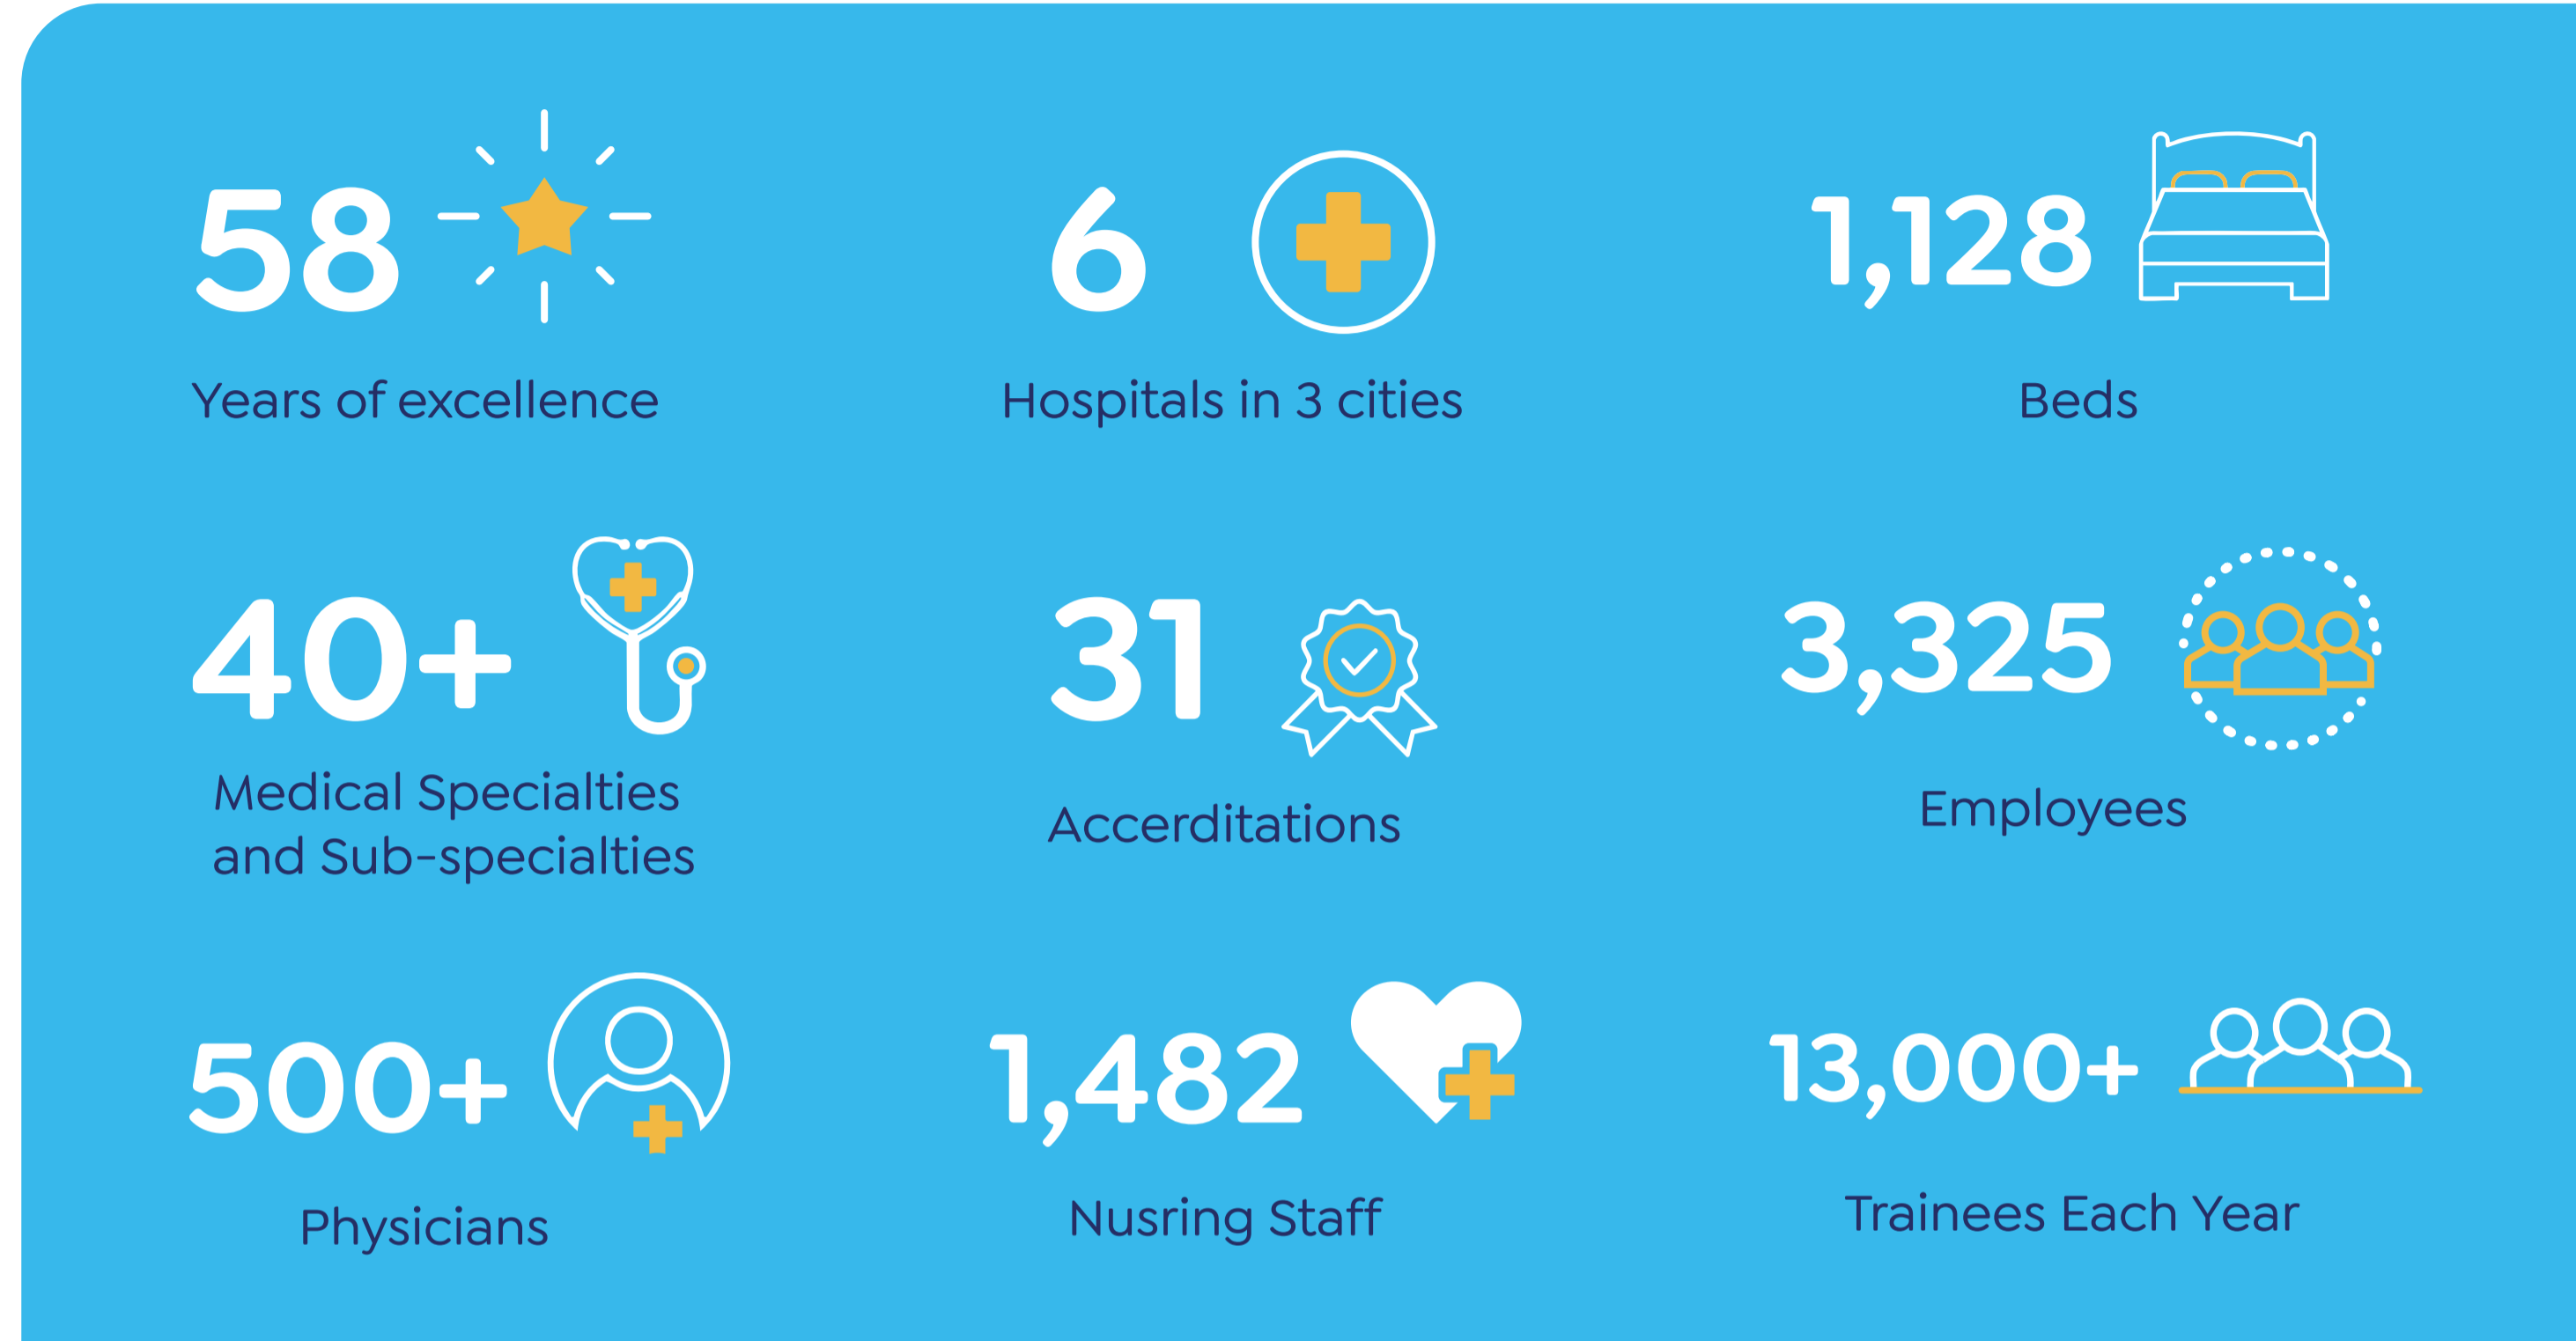 58
Years of excellence
6
Hospitals in 3 cities
1,128
Beds
40+
Medical Specialties
and Sub-specialties
31
Accerditations
3,325
Employees
500+
Physicians
1,482
Nusring Staff
13,000+
Trainees Each Year